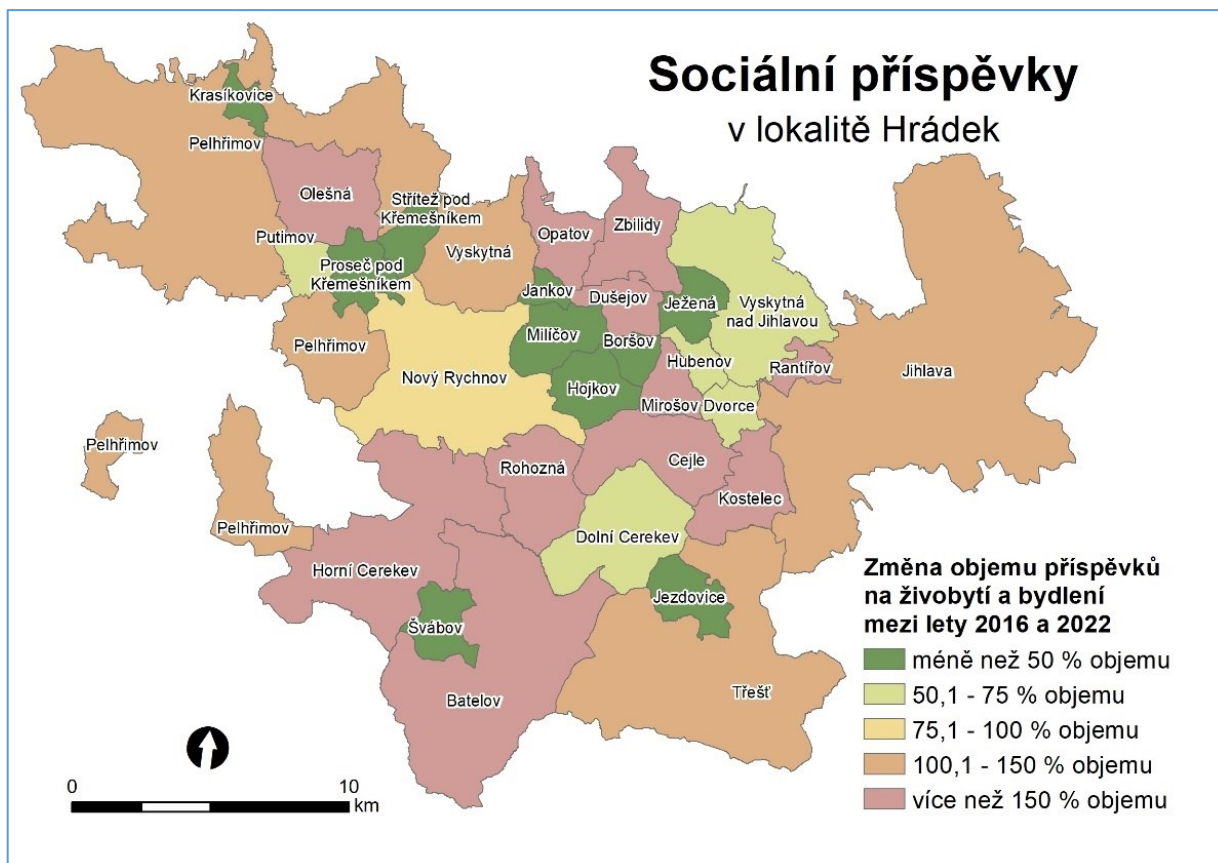 Sociální příspěvky
v lokalitě Hrádek
Krasíkovice
Pelhřimov
Olešná
Střítež pod
Křemešníkem
Putimov
Proseč pod
Křemešníkem
Vyskytná
Opatov
Zbilidy
Jankov
Dušejov
Ježená
Vyskytná
nad Jihlavou
Milíčov
Boršov
Pelhřimov
Hubenov
Rantířov
Jihlava
Nový Rychnov
Hojkov
Mirošov
Dvorce
Pelhřimov
Rohozná
Cejle
Kostelec
Pelhřimov
Dolní Cerekev
Horní Cerekev
Jezdovice
Švábov
Třešť
Batelov
Změna objemu příspěvků
na živobytí a bydlení
mezi lety 2016 a 2022
méně než 50 % objemu
50,1 - 75 % objemu
75,1 - 100 % objemu
100,1 - 150 % objemu
více než 150 % objemu
0 10
km